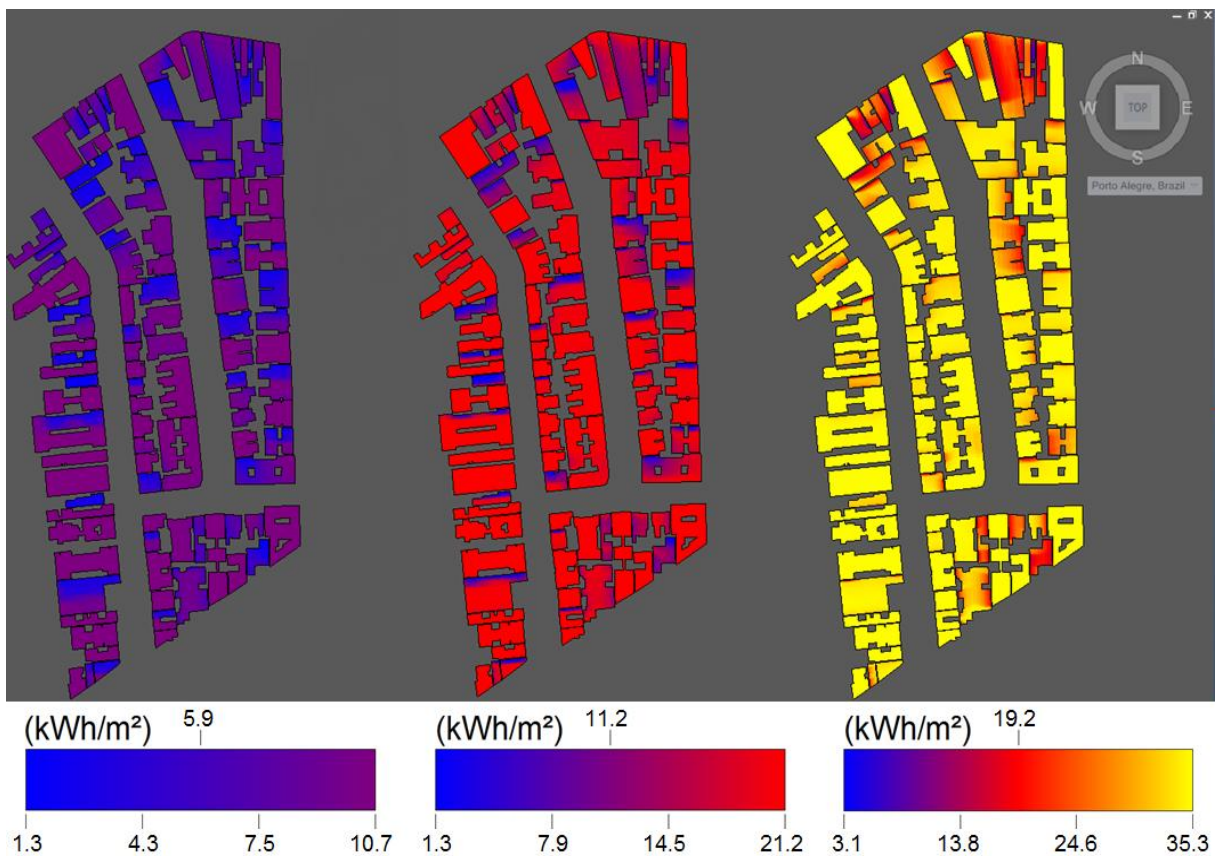 N
W TOP E
S
Porto Alegre, Brazil
(kWh/m²) 5.9
1.3 4.3 7.5 10.7
(kWh/m²) 11.2
1.3 7.9 14.5 21.2
(kWh/m²) 19.2
3.1 13.8 24.6 35.3